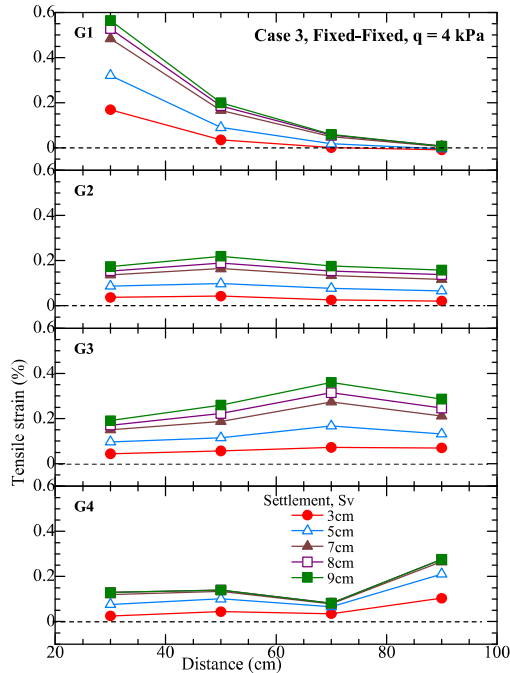 0.6
G1
Case 3, Fixed-Fixed, q = 4 kPa
0.4
0.2
0
0.6
G2
0.4
0.2
0
0.6
G3
0.4
0.2
0
0.6
G4
0.4
0.2
0
Tensile strain (%)
Settlement, Sv
3cm
5cm
7cm
8cm
9cm
20
40
60
80
100
Distance (cm)